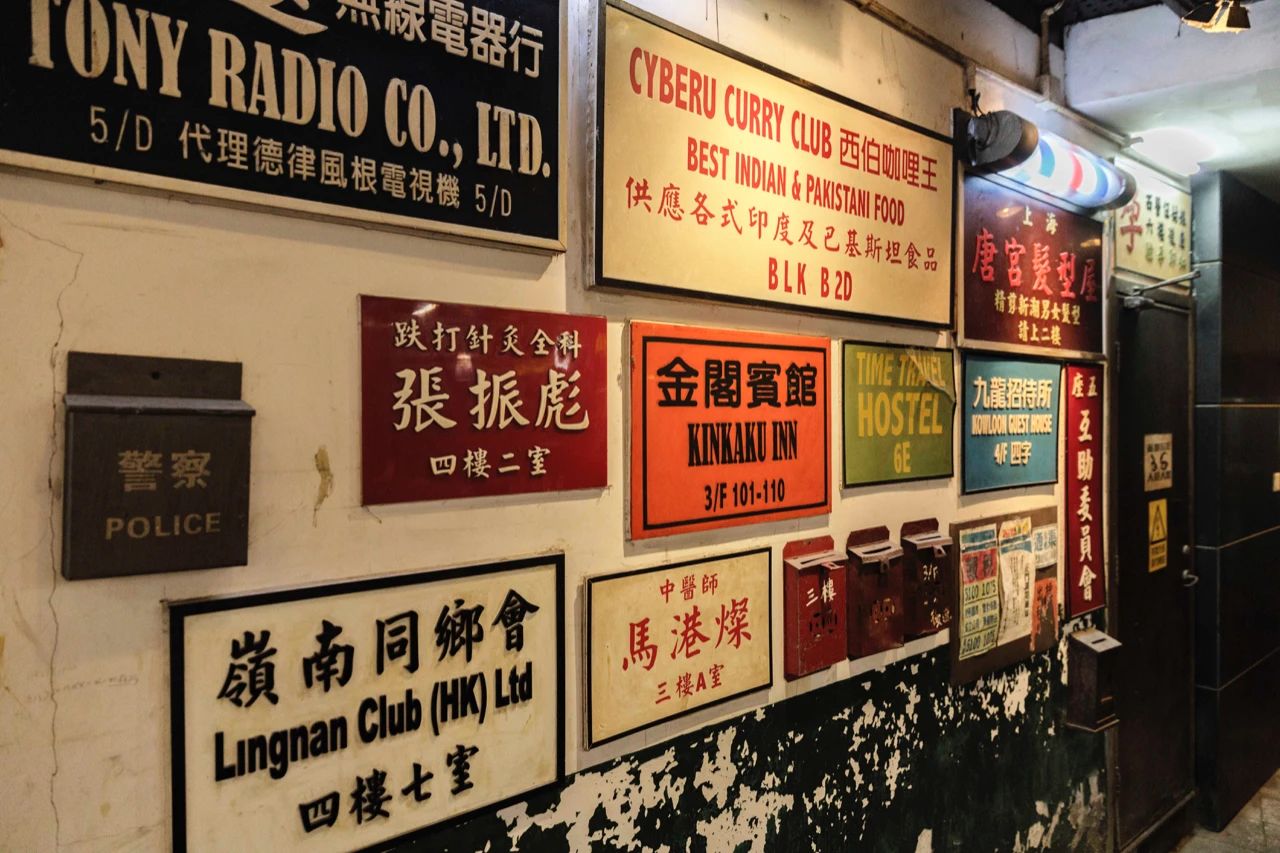 無線電器行
TONY RADIO CO., LTD.
5/D 代理德律風根電視機 5/D
CYBERU CURRY CLUB 西伯咖哩王
BEST INDIAN & PAKISTANI FOOD
供應各式印度及巴基斯坦食品
BLK B 2D
上海
唐宮髮型屋
精剪新潮男女髮型
請上二樓
警察
POLICE
跌打針灸全科
張振彪
四樓二室
金閣賓館
KINKAKU INN
3/F 101-110
TIME TRAVEL
HOSTEL
6E
九龍招待所
KOWLOON GUEST HOUSE
4/F 四字
五座
互助委員會
36
嶺南同鄉會
Lingnan Club (HK) Ltd
四樓七室
中醫師
馬港燦
三樓A室
三樓
3/F